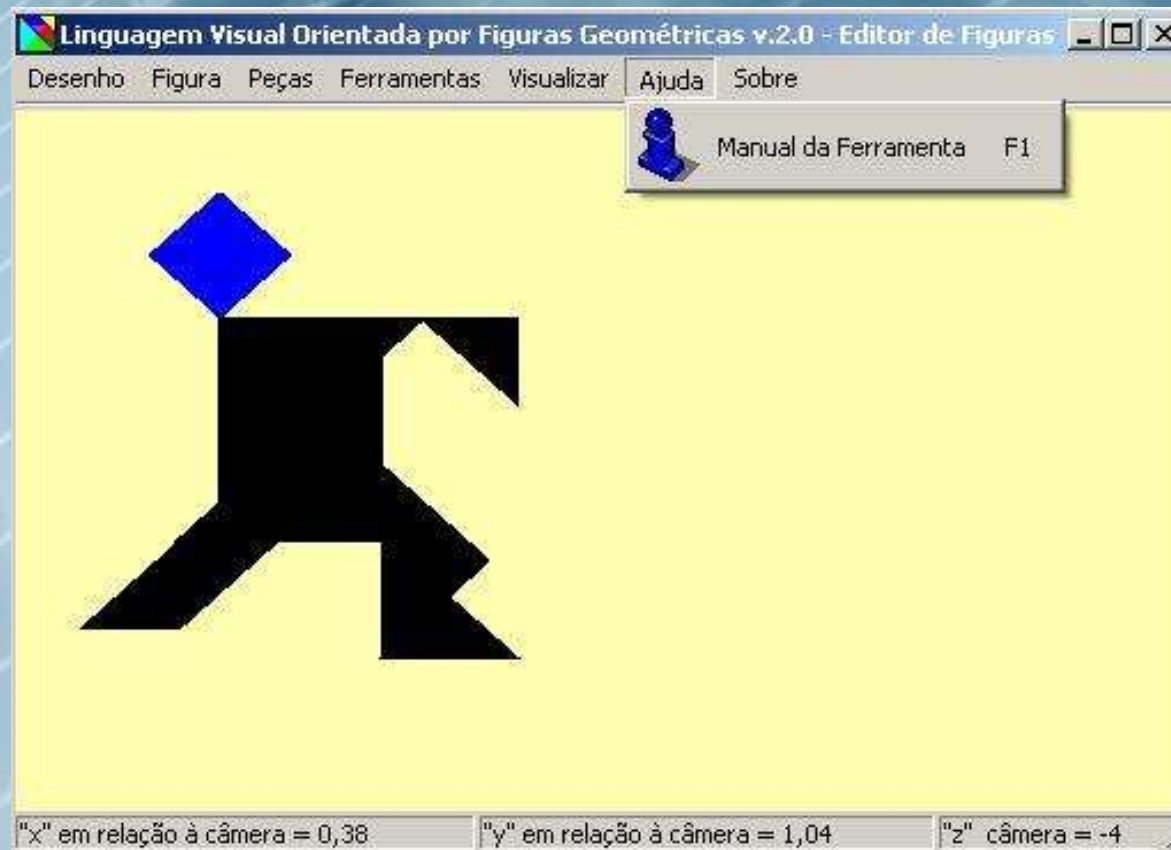 Linguagem Visual Orientada por Figuras Geométricas v.2.0 - Editor de Figuras
Desenho Figura Peças Ferramentas Visualizar Ajuda Sobre
Manual da Ferramenta F1
"x" em relação à câmera = 0,38 "y" em relação à câmera = 1,04 "z" câmera = -4